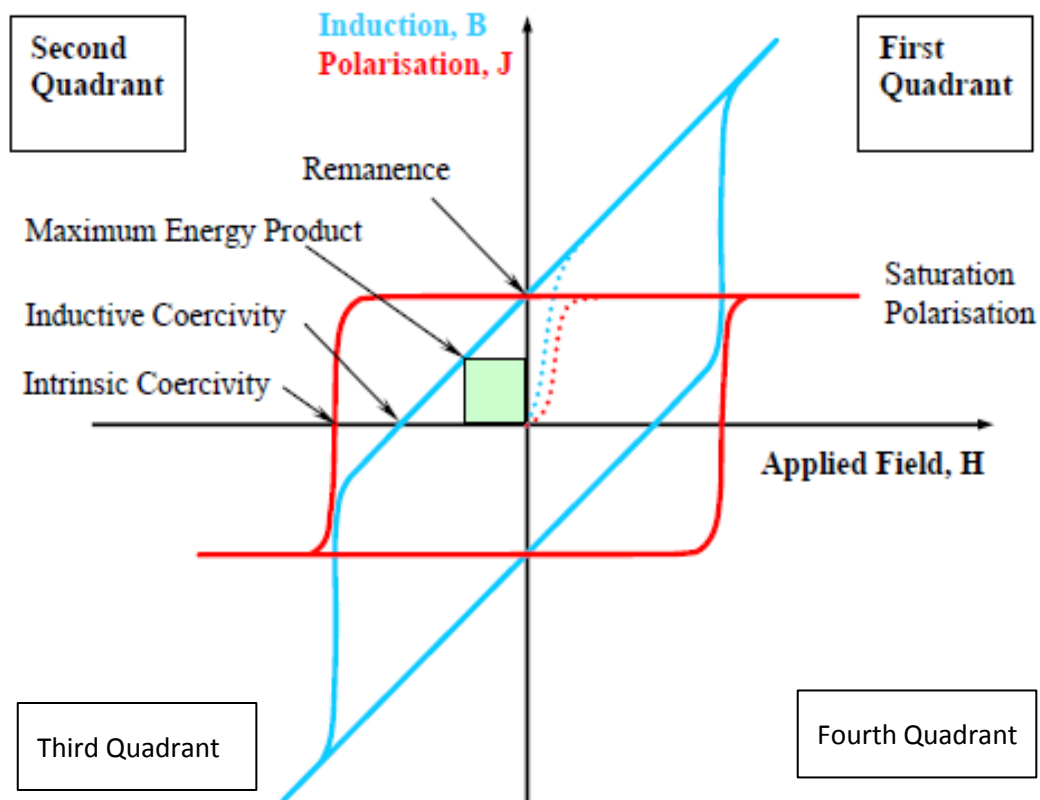 Second
Quadrant
Induction, B
Polarisation, J
First
Quadrant
Remanence
Maximum Energy Product
Inductive Coercivity
Intrinsic Coercivity
Saturation
Polarisation
Applied Field, H
Third Quadrant
Fourth Quadrant